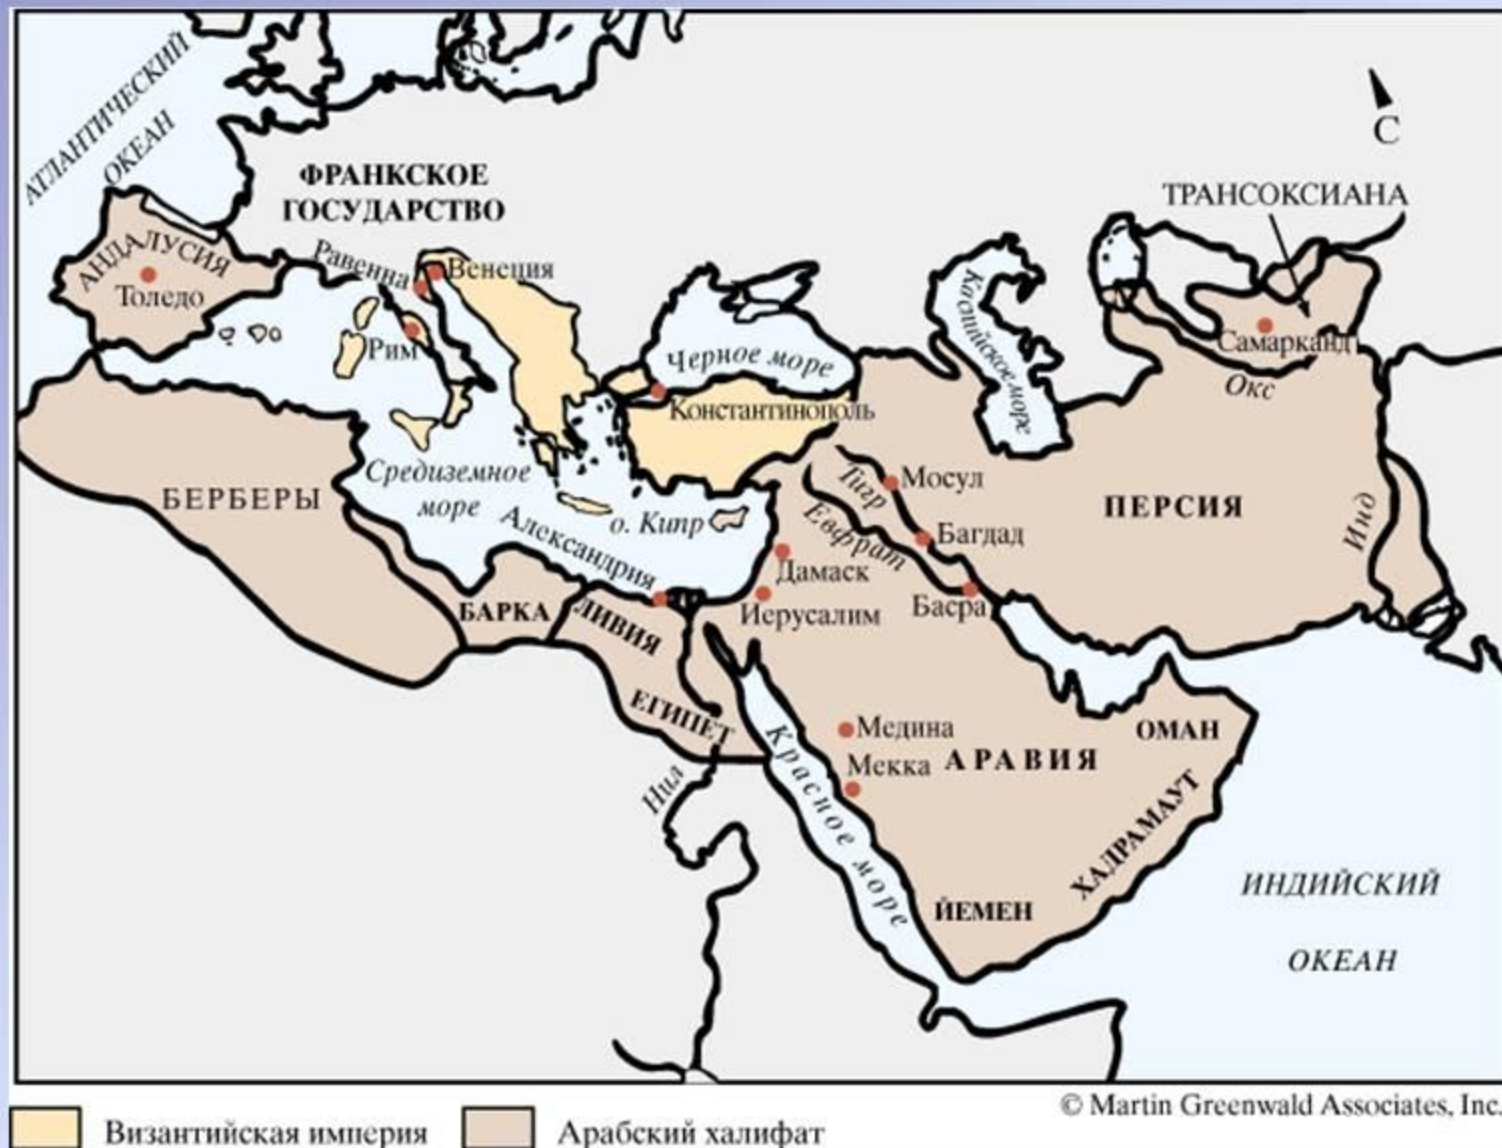 АТЛАНТИЧЕСКИЙ
ОКЕАН
С
ФРАНКСКОЕ
ГОСУДАРСТВО
ТРАНСОКСИАНА
АНДАЛУСИЯ
Толедо
Равенна
Венеция
Рим
Черное море
Каспийское море
Самарканд
Окс
Константинополь
Средиземное
море
БЕРБЕРЫ
Александрия
о. Кипр
Тигр
Мосул
Евфрат
Багдад
ПЕРСИЯ
Инд
Дамаск
Иерусалим
Басра
БАРКА
ЛИВИЯ
ЕГИПЕТ
Нил
Красное море
Медина
Мекка
АРАВИЯ
ОМАН
ХАДРАМАУТ
ЙЕМЕН
ИНДИЙСКИЙ
ОКЕАН
© Martin Greenwald Associates, Inc.
Византийская империя
Арабский халифат